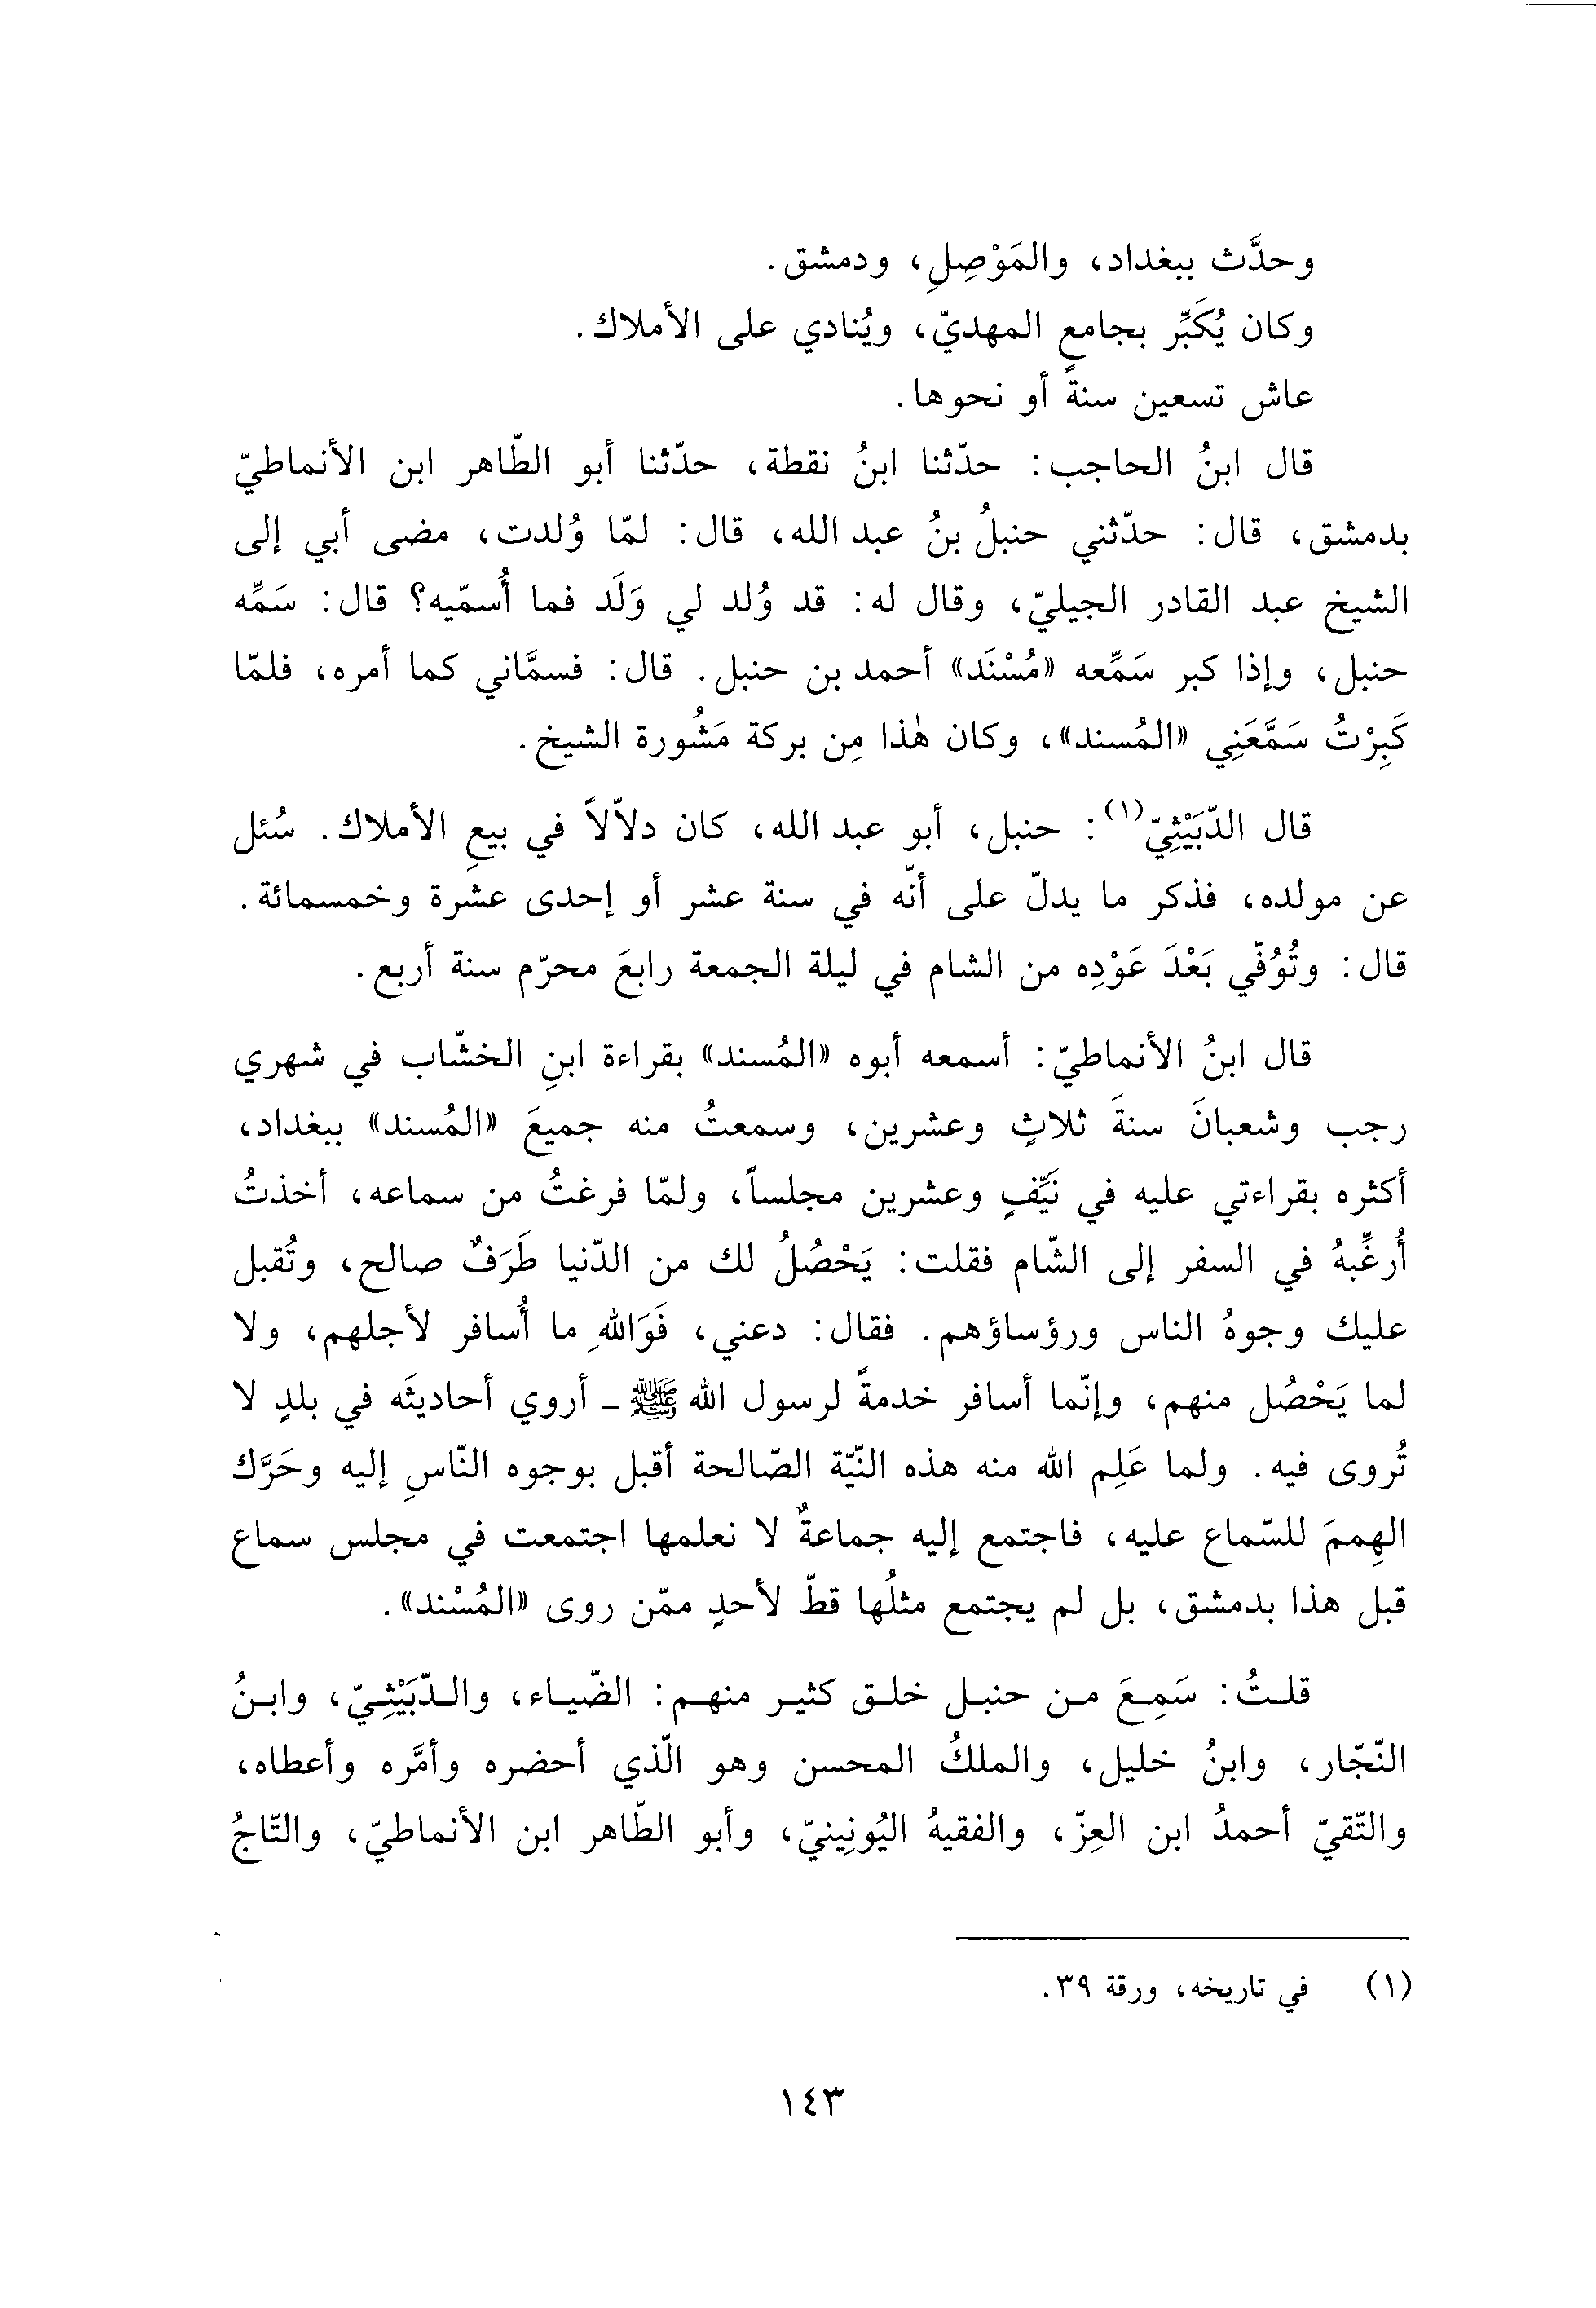 وحدَّث ببغداد، والمَوْصِلِ، ودمشق.
وكان يُكَبِّر بجامعِ المهديّ، ويُنادي على الأملاك.
عاش تسعين سنةً أو نحوها.
قال ابنُ الحاجب: حدّثنا ابنُ نقطة، حدّثنا أبو الطّاهر ابن الأنماطيّ
بدمشق، قال: حدّثني حنبلُ بنُ عبد الله، قال: لمّا وُلدت، مضى أبي إلى
الشيخ عبد القادر الجيليّ، وقال له: قد وُلد لي وَلَد فما أُسمّيه؟ قال: سَمِّه
حنبل، وإذا كبر سَمِّعه «مُسْنَد» أحمد بن حنبل. قال: فسمَّاني كما أمره، فلمّا
كَبِرْتُ سَمَّعَنِي «المُسند»، وكان هٰذا مِن بركة مَشُورة الشيخ.
قال الدّبَيْثِيّ(١): حنبل، أبو عبد الله، كان دلاّلاً في بيعِ الأملاك. سُئل
عن مولده، فذكر ما يدلّ على أنّه في سنة عشر أو إحدى عشرة وخمسمائة.
قال: وتُوُفّي بَعْدَ عَوْدِه من الشام في ليلة الجمعة رابعَ محرّم سنة أربع.
قال ابنُ الأنماطيّ: أسمعه أبوه «المُسند» بقراءة ابنِ الخشّاب في شهري
رجب وشعبانَ سنةَ ثلاثٍ وعشرين، وسمعتُ منه جميعَ «المُسند» ببغداد،
أكثره بقراءتي عليه في نَيِّفٍ وعشرين مجلساً، ولمّا فرغتُ من سماعه، أخذتُ
أُرغِّبهُ في السفر إلى الشّام فقلت: يَحْصُلُ لك من الدّنيا طَرَفٌ صالح، وتُقبل
عليك وجوهُ الناس ورؤساؤهم. فقال: دعني، فَوَاللهِ ما أُسافر لأجلهم، ولا
لما يَحْصُل منهم، وإنّما أسافر خدمةً لرسول الله ﷺ ـ أروي أحاديثَه في بلدٍ لا
تُروى فيه. ولما عَلِم الله منه هذه النّيّة الصّالحة أقبل بوجوه النّاسِ إليه وحَرَّك
الهِممَ للسّماع عليه، فاجتمع إليه جماعةٌ لا نعلمها اجتمعت في مجلس سماع
قبل هذا بدمشق، بل لم يجتمع مثلُها قطّ لأحدٍ ممّن روى «المُسْند».
قلتُ: سَمِعَ من حنبل خلق كثير منهم: الضّياء، والدّبَيْثِيّ، وابنُ
النّجّار، وابنُ خليل، والملكُ المحسن وهو الّذي أحضره وأمَّره وأعطاه،
والتّقيّ أحمدُ ابن العِزّ، والفقيهُ اليُونِينيّ، وأبو الطّاهر ابن الأنماطيّ، والتّاجُ
(١) في تاريخه، ورقة ٣٩.
١٤٣